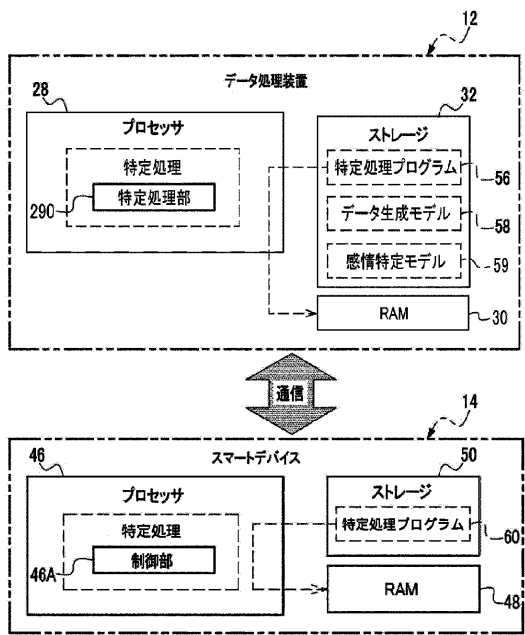 12
データ処理装置
28
プロセッサ
特定処理
290
特定処理部
32
ストレージ
特定処理プログラム
56
データ生成モデル
58
感情特定モデル
59
RAM
30
通信
14
スマートデバイス
46
プロセッサ
特定処理
46A
制御部
50
ストレージ
特定処理プログラム
60
RAM
48